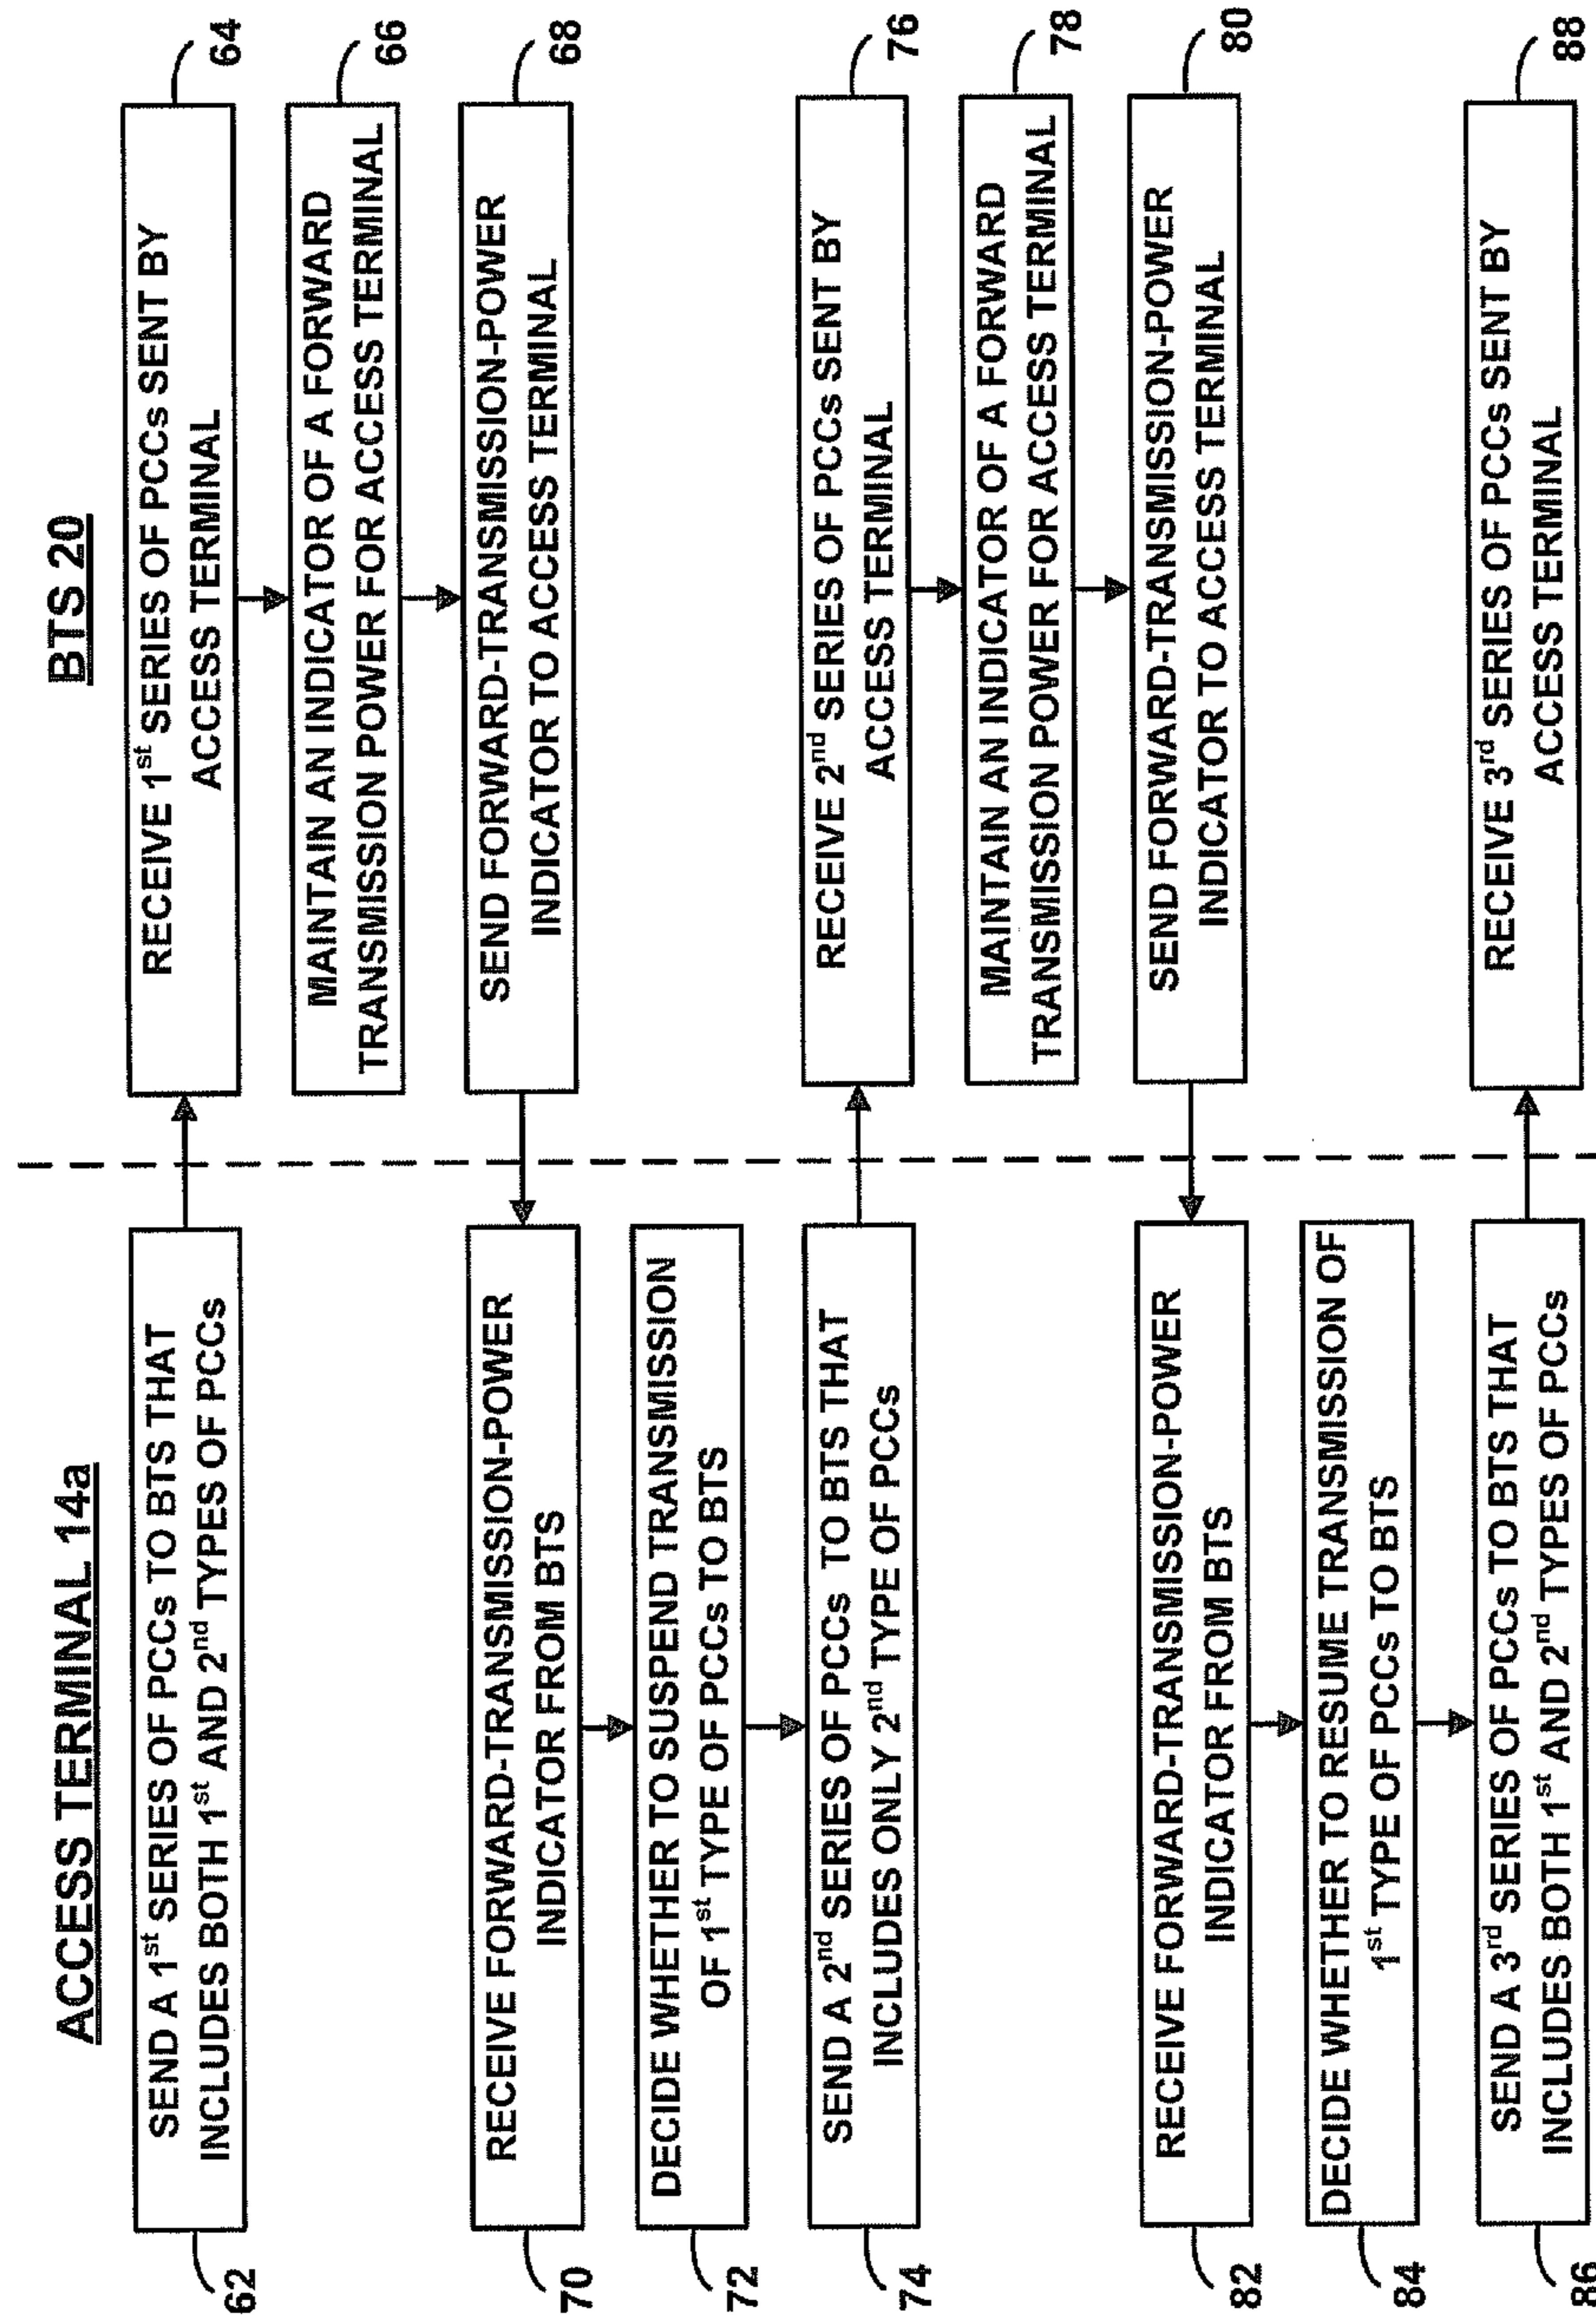 ACCESS TERMINAL 14a
BTS 20
62
SEND A 1st SERIES OF PCCs TO BTS THAT
INCLUDES BOTH 1st AND 2nd TYPES OF PCCs
RECEIVE 1st SERIES OF PCCs SENT BY
ACCESS TERMINAL
64
MAINTAIN AN INDICATOR OF A FORWARD
TRANSMISSION POWER FOR ACCESS TERMINAL
66
SEND FORWARD-TRANSMISSION-POWER
INDICATOR TO ACCESS TERMINAL
68
70
RECEIVE FORWARD-TRANSMISSION-POWER
INDICATOR FROM BTS
72
DECIDE WHETHER TO SUSPEND TRANSMISSION
OF 1st TYPE OF PCCs TO BTS
74
SEND A 2nd SERIES OF PCCs TO BTS THAT
INCLUDES ONLY 2nd TYPE OF PCCs
RECEIVE 2nd SERIES OF PCCs SENT BY
ACCESS TERMINAL
76
MAINTAIN AN INDICATOR OF A FORWARD
TRANSMISSION POWER FOR ACCESS TERMINAL
78
SEND FORWARD-TRANSMISSION-POWER
INDICATOR TO ACCESS TERMINAL
80
82
RECEIVE FORWARD-TRANSMISSION-POWER
INDICATOR FROM BTS
84
DECIDE WHETHER TO RESUME TRANSMISSION OF
1st TYPE OF PCCs TO BTS
86
SEND A 3rd SERIES OF PCCs TO BTS THAT
INCLUDES BOTH 1st AND 2nd TYPES OF PCCs
RECEIVE 3rd SERIES OF PCCs SENT BY
ACCESS TERMINAL
88